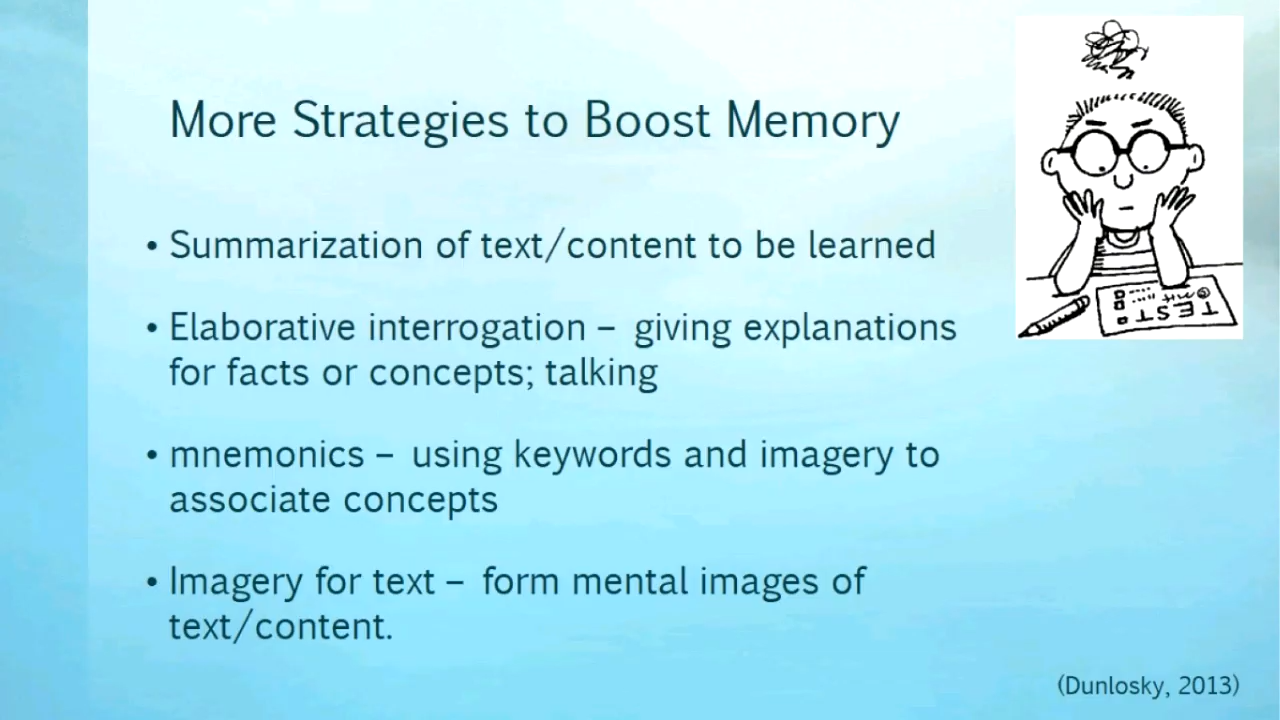 More Strategies to Boost Memory
• Summarization of text/content to be learned
• Elaborative interrogation – giving explanations
for facts or concepts; talking
• mnemonics – using keywords and imagery to
associate concepts
• Imagery for text – form mental images of
text/content.
TEST
(Dunlosky, 2013)